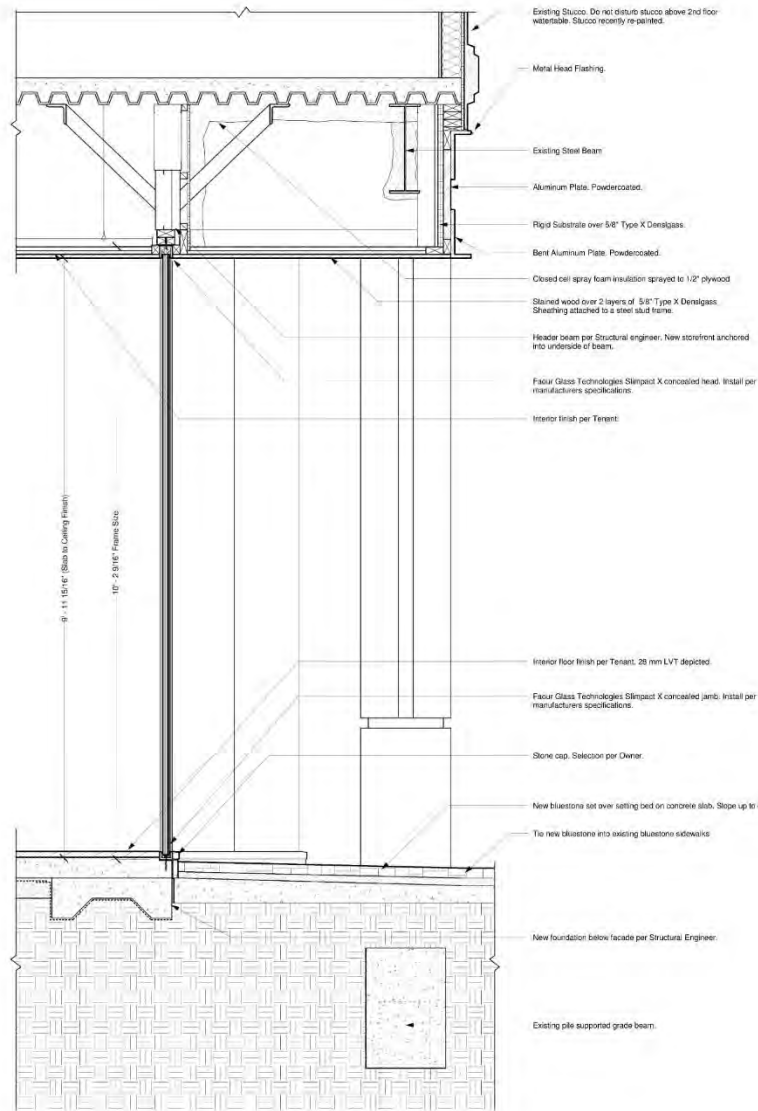 Existing Stucco. Do not disturb stucco above 2nd floor
watertable. Stucco recently re-painted.
Metal Head Flashing.
Existing Steel Beam
Aluminum Plate. Powdercoated.
Rigid Substrate over 5/8" Type X Densglass.
Bent Aluminum Plate. Powdercoated.
Closed cell spray foam insulation sprayed to 1/2" plywood
Stained wood over 2 layers of 5/8" Type X Densglass
Sheathing attached to a steel stud frame.
Header beam per Structural engineer. New storefront anchored
into underside of beam.
Faour Glass Technologies Slimpact X concealed head. Install per
manufacturers specifications.
Interior finish per Tenant.
9' - 11 15/16" (Slab to Ceiling Finish)
10' - 2 9/16" Frame Size
Interior floor finish per Tenant. 28 mm LVT depicted.
Faour Glass Technologies Slimpact X concealed jamb. Install per
manufacturers specifications.
Stone cap. Selection per Owner.
New bluestone set over setting bed on concrete slab. Slope up to
Tie new bluestone into existing bluestone sidewalks
New foundation below facade per Structural Engineer.
Existing pile supported grade beam.